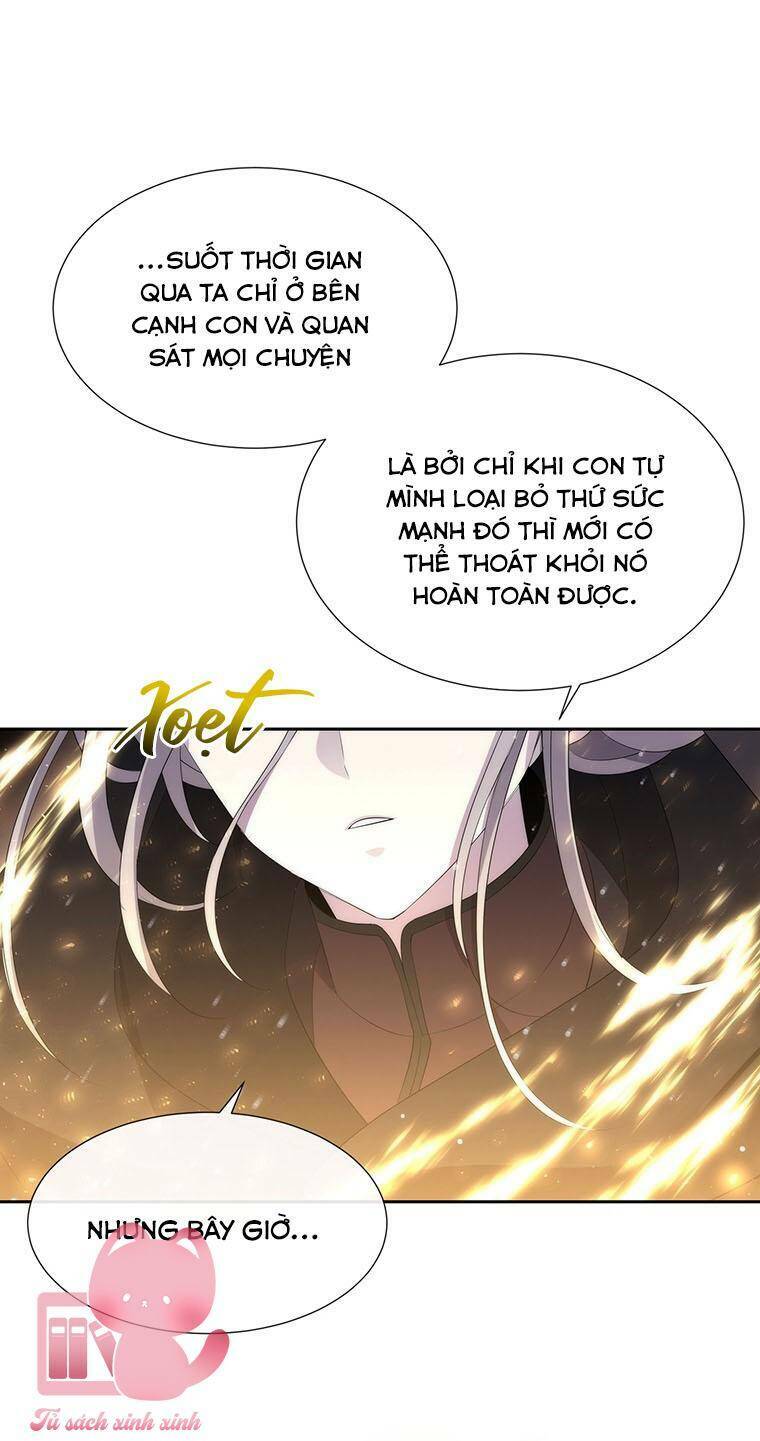 ...SUỐT THỜI GIAN
QUA TA CHỈ Ở BÊN
CẠNH CON VÀ QUAN
SÁT MỌI CHUYỆN
LÀ BỞI CHỈ KHI CON TỰ
MÌNH LOẠI BỎ THỨ SỨC
MẠNH ĐÓ THÌ MỚI CÓ
THỂ THOÁT KHỎI NÓ
HOÀN TOÀN ĐƯỢC.
Xoẹt
NHƯNG BÂY GIỜ...
Tủ sách xinh xinh